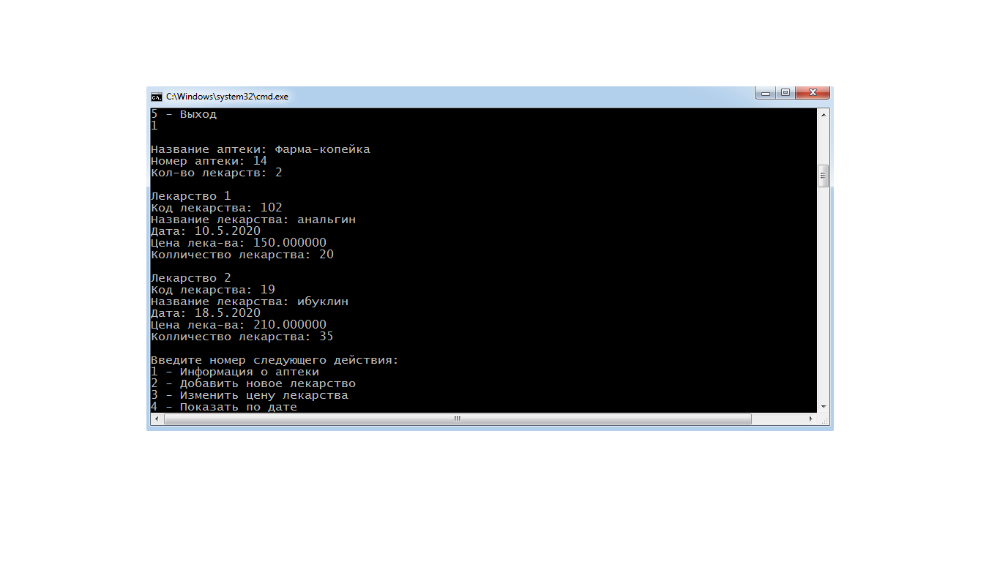 C:\Windows\system32\cmd.exe
5 - Выход
1
Название аптеки: Фарма-копейка
Номер аптеки: 14
Кол-во лекарств: 2
Лекарство 1
Код лекарства: 102
Название лекарства: анальгин
Дата: 10.5.2020
Цена лека-ва: 150.000000
Колличество лекарства: 20
Лекарство 2
Код лекарства: 19
Название лекарства: ибуклин
Дата: 18.5.2020
Цена лека-ва: 210.000000
Колличество лекарства: 35
Введите номер следующего действия:
1 - Информация о аптеки
2 - Добавить новое лекарство
3 - Изменить цену лекарства
4 - Показать по дате